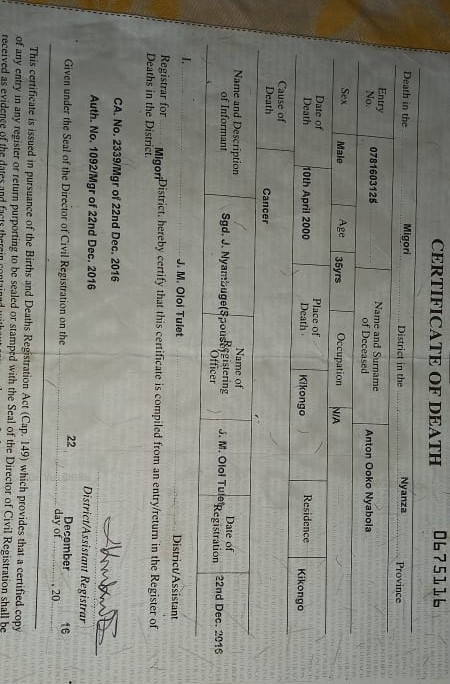 CERTIFICATE OF DEATH 0675116
Death in the Migori District in the Nyanza Province
Entry No. 0781603125 Name and Surname of Deceased Anton Ooko Nyabola
Sex Male Age 35yrs Occupation N/A
Date of Death 10th April 2000 Place of Death Kikongo Residence Kikongo
Cause of Death Cancer
Name and Description of Informant Sgd. J. Nyambuge(Spouse) Name of Registering Officer J. M. Olol Tulet Date of Registration 22nd Dec. 2016
I, J. M. Olol Tulet District/Assistant
Registrar for Migori District, hereby certify that this certificate is compiled from an entry/return in the Register of
Deaths in the District.
CA. No. 2339/Mgr of 22nd Dec. 2016
Auth. No. 1092/Mgr of 22nd Dec. 2016
District/Assistant Registrar
Given under the Seal of the Director of Civil Registration on the 22 day of December, 20 16
This certificate is issued in pursuance of the Births and Deaths Registration Act (Cap. 149) which provides that a certified copy
of any entry in any register or return purporting to be sealed or stamped with the Seal of the Director of Civil Registration shall be
received as evidence of the dates and facts therein contained